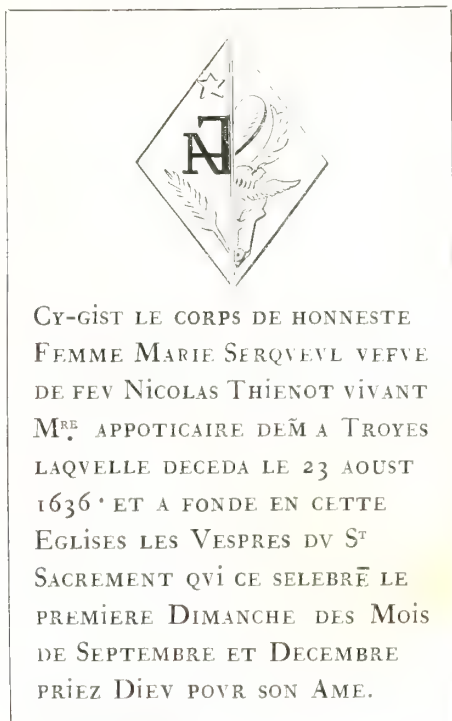 CY-GIST LE CORPS DE HONNESTE
FEMME MARIE SERQVEVL VEFVE
DE FEV NICOLAS THIENOT VIVANT
MRE. APPOTICAIRE DEM̃ A TROYES
LAQVELLE DECEDA LE 23 AOUST
1636 · ET A FONDE EN CETTE
EGLISES LES VESPRES DV ST
SACREMENT QVI CE SELEBRĒ LE
PREMIERE DIMANCHE DES MOIS
DE SEPTEMBRE ET DECEMBRE
PRIEZ DIEV POVR SON AME.